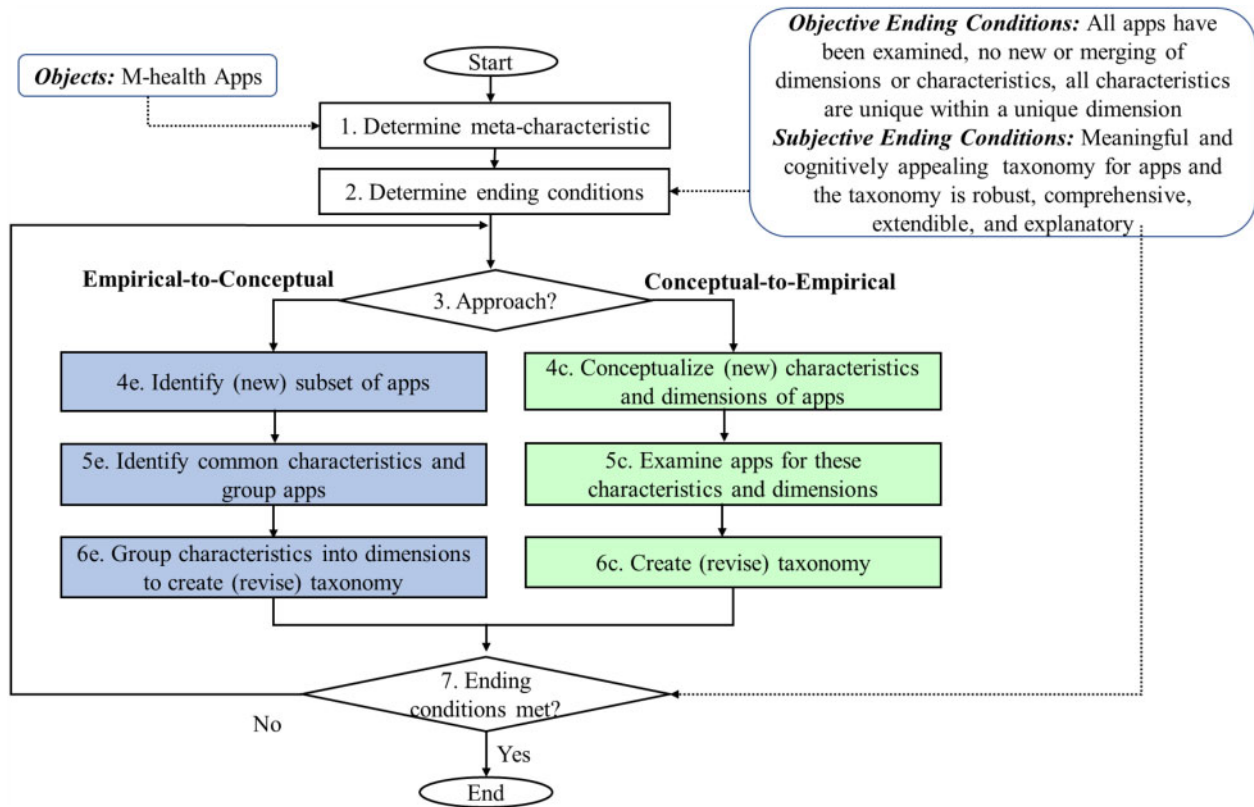 Start
Objects: M-health Apps
Objective Ending Conditions: All apps have
been examined, no new or merging of
dimensions or characteristics, all characteristics
are unique within a unique dimension
Subjective Ending Conditions: Meaningful and
cognitively appealing taxonomy for apps and
the taxonomy is robust, comprehensive,
extendible, and explanatory
1. Determine meta-characteristic
2. Determine ending conditions
Empirical-to-Conceptual
Conceptual-to-Empirical
3. Approach?
4e. Identify (new) subset of apps
5e. Identify common characteristics and
group apps
6e. Group characteristics into dimensions
to create (revise) taxonomy
4c. Conceptualize (new) characteristics
and dimensions of apps
5c. Examine apps for these
characteristics and dimensions
6c. Create (revise) taxonomy
7. Ending
conditions met?
No
Yes
End